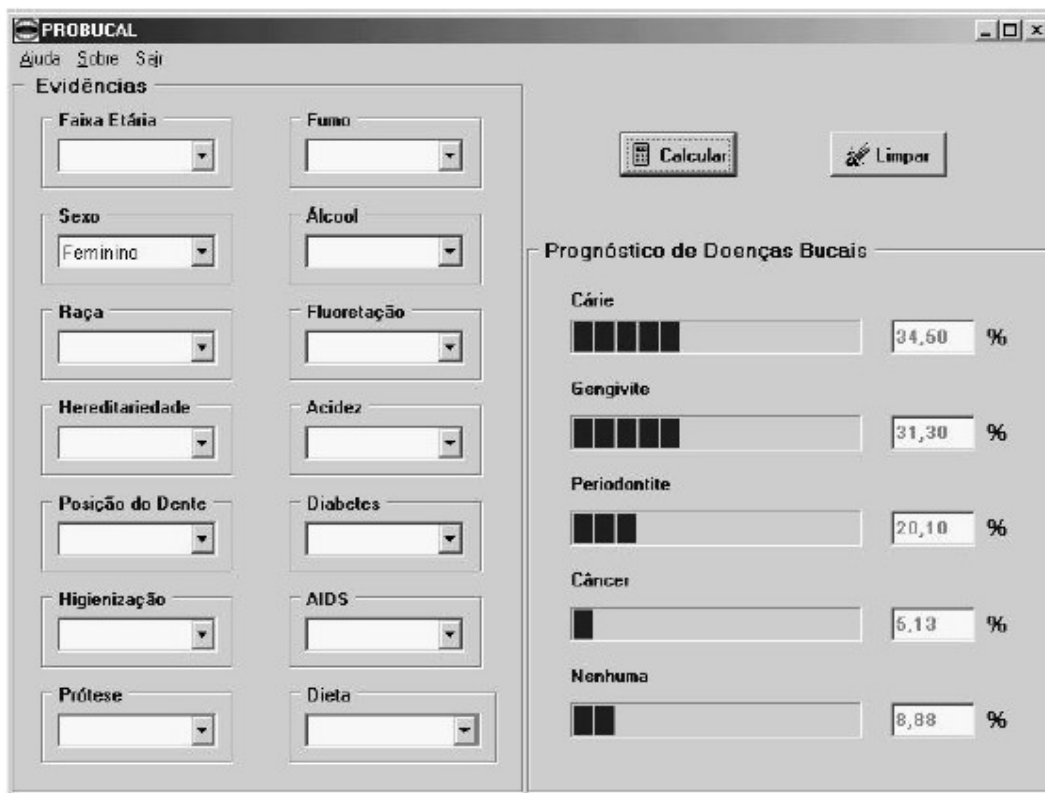 PROBUCAL
Ajuda Sobre Sair
Evidências
Faixa Etária
Fumo
Sexo
Feminino
Álcool
Raça
Fluoretação
Hereditariedade
Acidez
Posição do Dente
Diabetes
Higienização
AIDS
Prótese
Dieta
Calcular
Limpar
Prognóstico de Doenças Bucais
Cárie
34,60 %
Gengivite
31,30 %
Periodontite
20,10 %
Câncer
5,13 %
Nenhuma
8,88 %